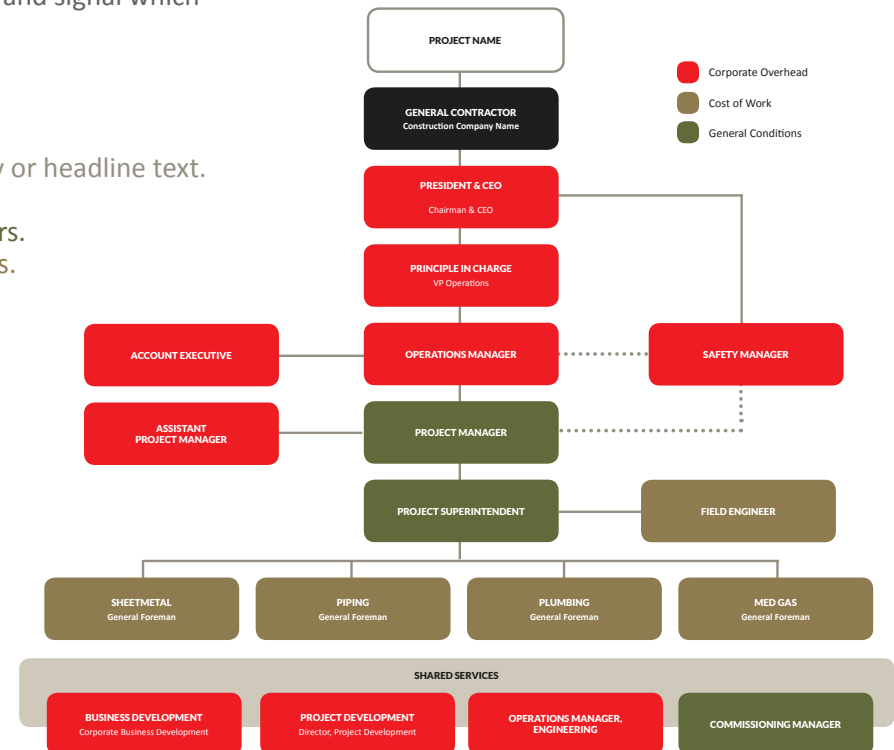 and signal which
y or headline text.
rs.
s.
PROJECT NAME
GENERAL CONTRACTOR
Construction Company Name
Corporate Overhead
Cost of Work
General Conditions
PRESIDENT & CEO
Chairman & CEO
PRINCIPLE IN CHARGE
VP Operations
ACCOUNT EXECUTIVE
OPERATIONS MANAGER
SAFETY MANAGER
ASSISTANT
PROJECT MANAGER
PROJECT MANAGER
PROJECT SUPERINTENDENT
FIELD ENGINEER
SHEETMETAL
General Foreman
PIPING
General Foreman
PLUMBING
General Foreman
MED GAS
General Foreman
SHARED SERVICES
BUSINESS DEVELOPMENT
Corporate Business Development
PROJECT DEVELOPMENT
Director, Project Development
OPERATIONS MANAGER,
ENGINEERING
COMMISSIONING MANAGER